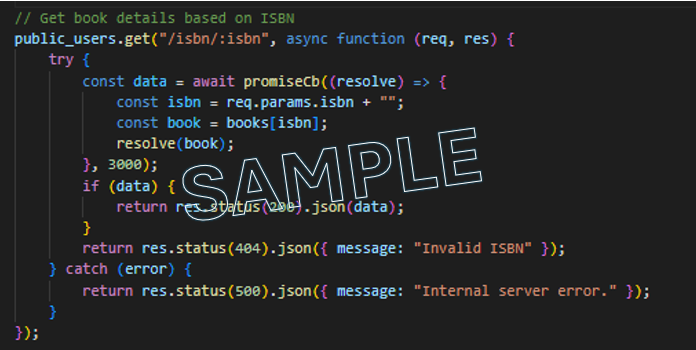 // Get book details based on ISBN
public_users.get("/isbn/:isbn", async function (req, res) {
    try {
        const data = await promiseCb((resolve) => {
            const isbn = req.params.isbn + "";
            const book = books[isbn];
            resolve(book);
        }, 3000);
        if (data) {
            return res.status(200).json(data);
        }
        return res.status(404).json({ message: "Invalid ISBN" });
    } catch (error) {
        return res.status(500).json({ message: "Internal server error." });
    }
});
SAMPLE